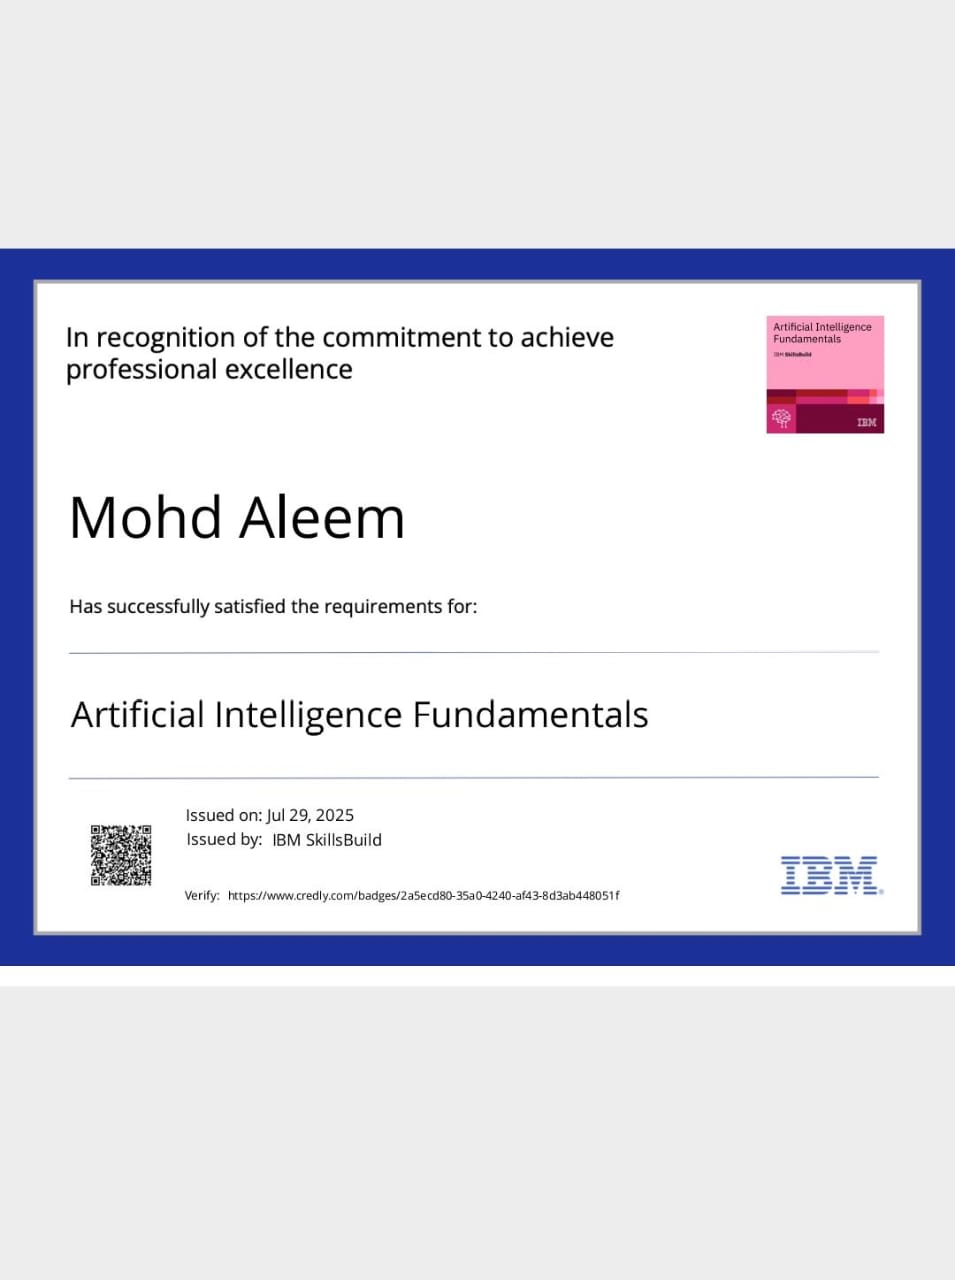 In recognition of the commitment to achieve
professional excellence
Artificial Intelligence
Fundamentals
IBM SkillsBuild
IBM
Mohd Aleem
Has successfully satisfied the requirements for:
Artificial Intelligence Fundamentals
Issued on: Jul 29, 2025
Issued by: IBM SkillsBuild
Verify: https://www.credly.com/badges/2a5ecd80-35a0-4240-af43-8d3ab448051f
IBM